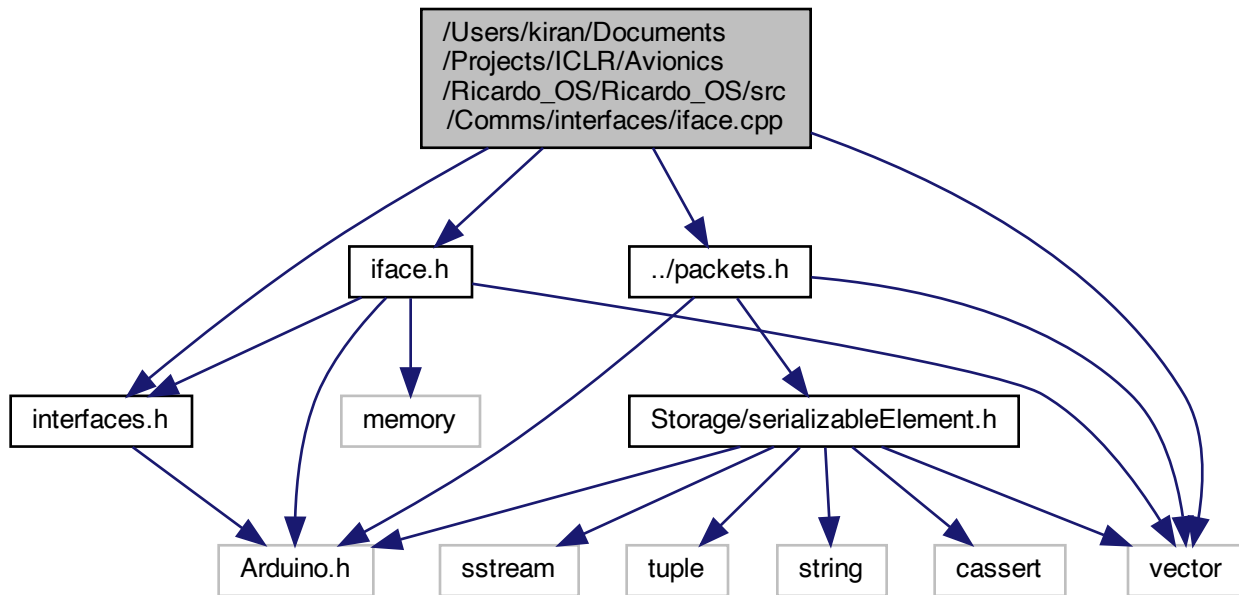 /Users/kiran/Documents
/Projects/ICLR/Avionics
/Ricardo_OS/Ricardo_OS/src
/Comms/interfaces/iface.cpp
iface.h
../packets.h
interfaces.h
memory
Storage/serializableElement.h
Arduino.h
sstream
tuple
string
cassert
vector